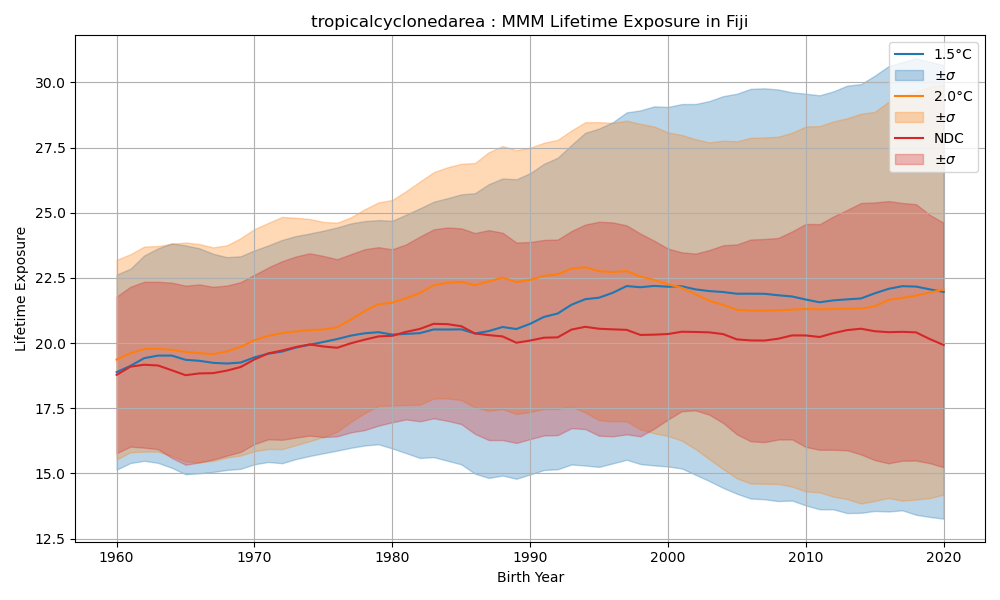 tropicalcyclonedarea : MMM Lifetime Exposure in Fiji
Lifetime Exposure
30.0
27.5
25.0
22.5
20.0
17.5
15.0
12.5
1960
1970
1980
1990
2000
2010
2020
Birth Year
1.5°C
±σ
2.0°C
±σ
NDC
±σ